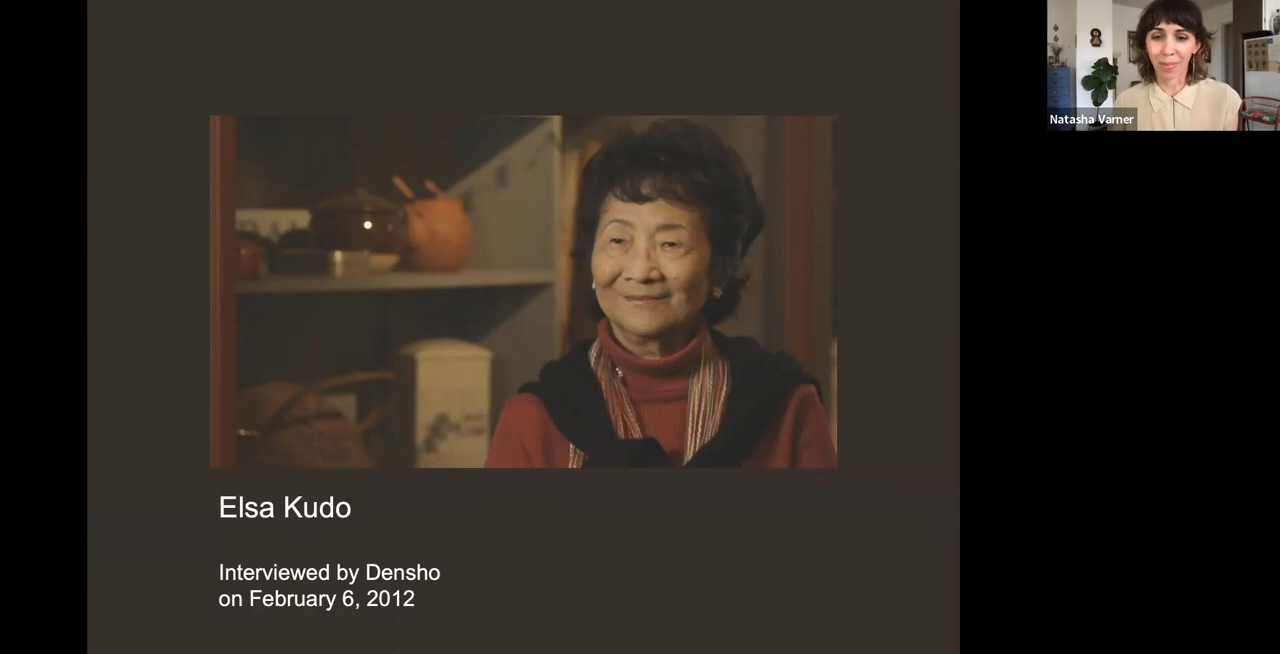 Natasha Varner
Elsa Kudo
Interviewed by Densho
on February 6, 2012